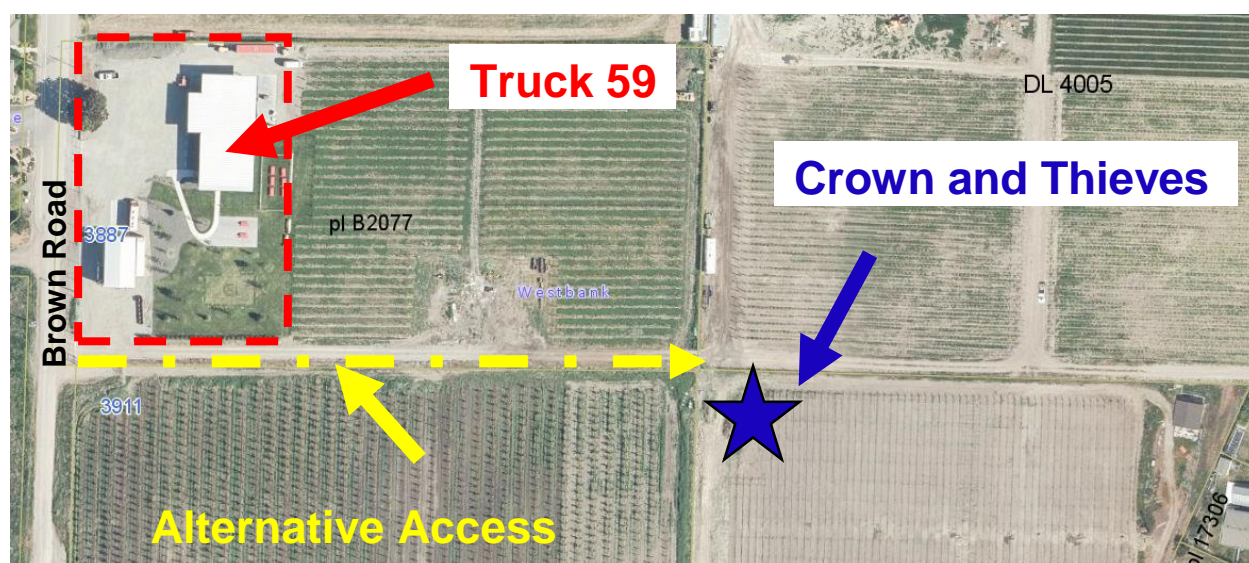 Truck 59
DL 4005
e
Crown and Thieves
Brown Road
3887
pl B2077
Westbank
3911
Alternative Access
pl 17306